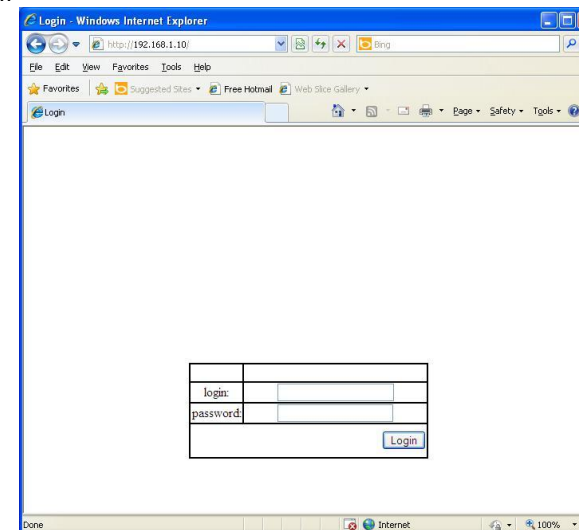 Login - Windows Internet Explorer
http://192.168.1.10/
Bing
File Edit View Favorites Tools Help
Favorites Suggested Sites Free Hotmail Web Slice Gallery
Login Page Safety Tools
login:
password:
Login
Done Internet 100%